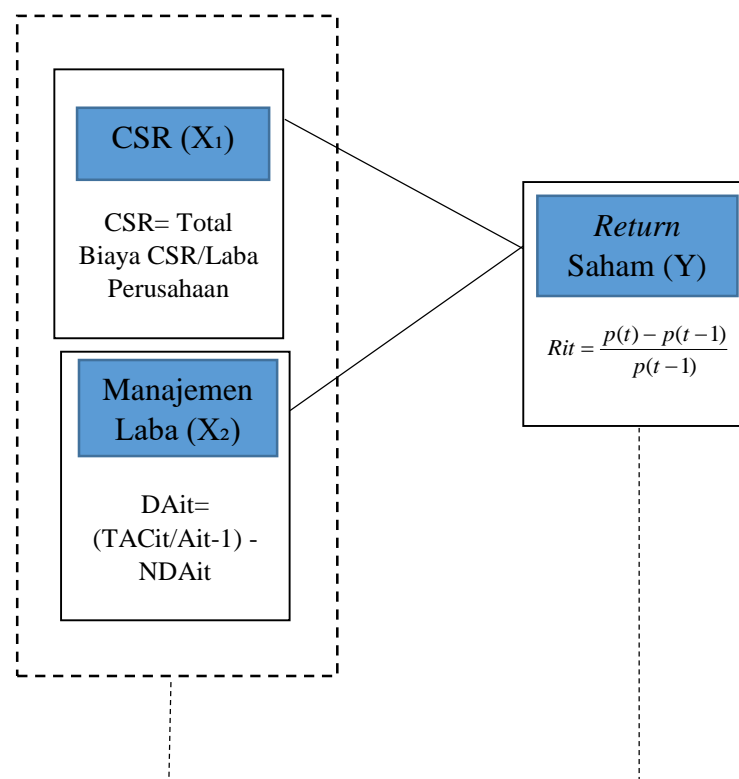 CSR (X₁)
CSR= Total
Biaya CSR/Laba
Perusahaan
Manajemen
Laba (X₂)
DAit=
(TACit/Ait-1) -
NDAit
Return
Saham (Y)
Rit = p(t) − p(t −1) / p(t −1)